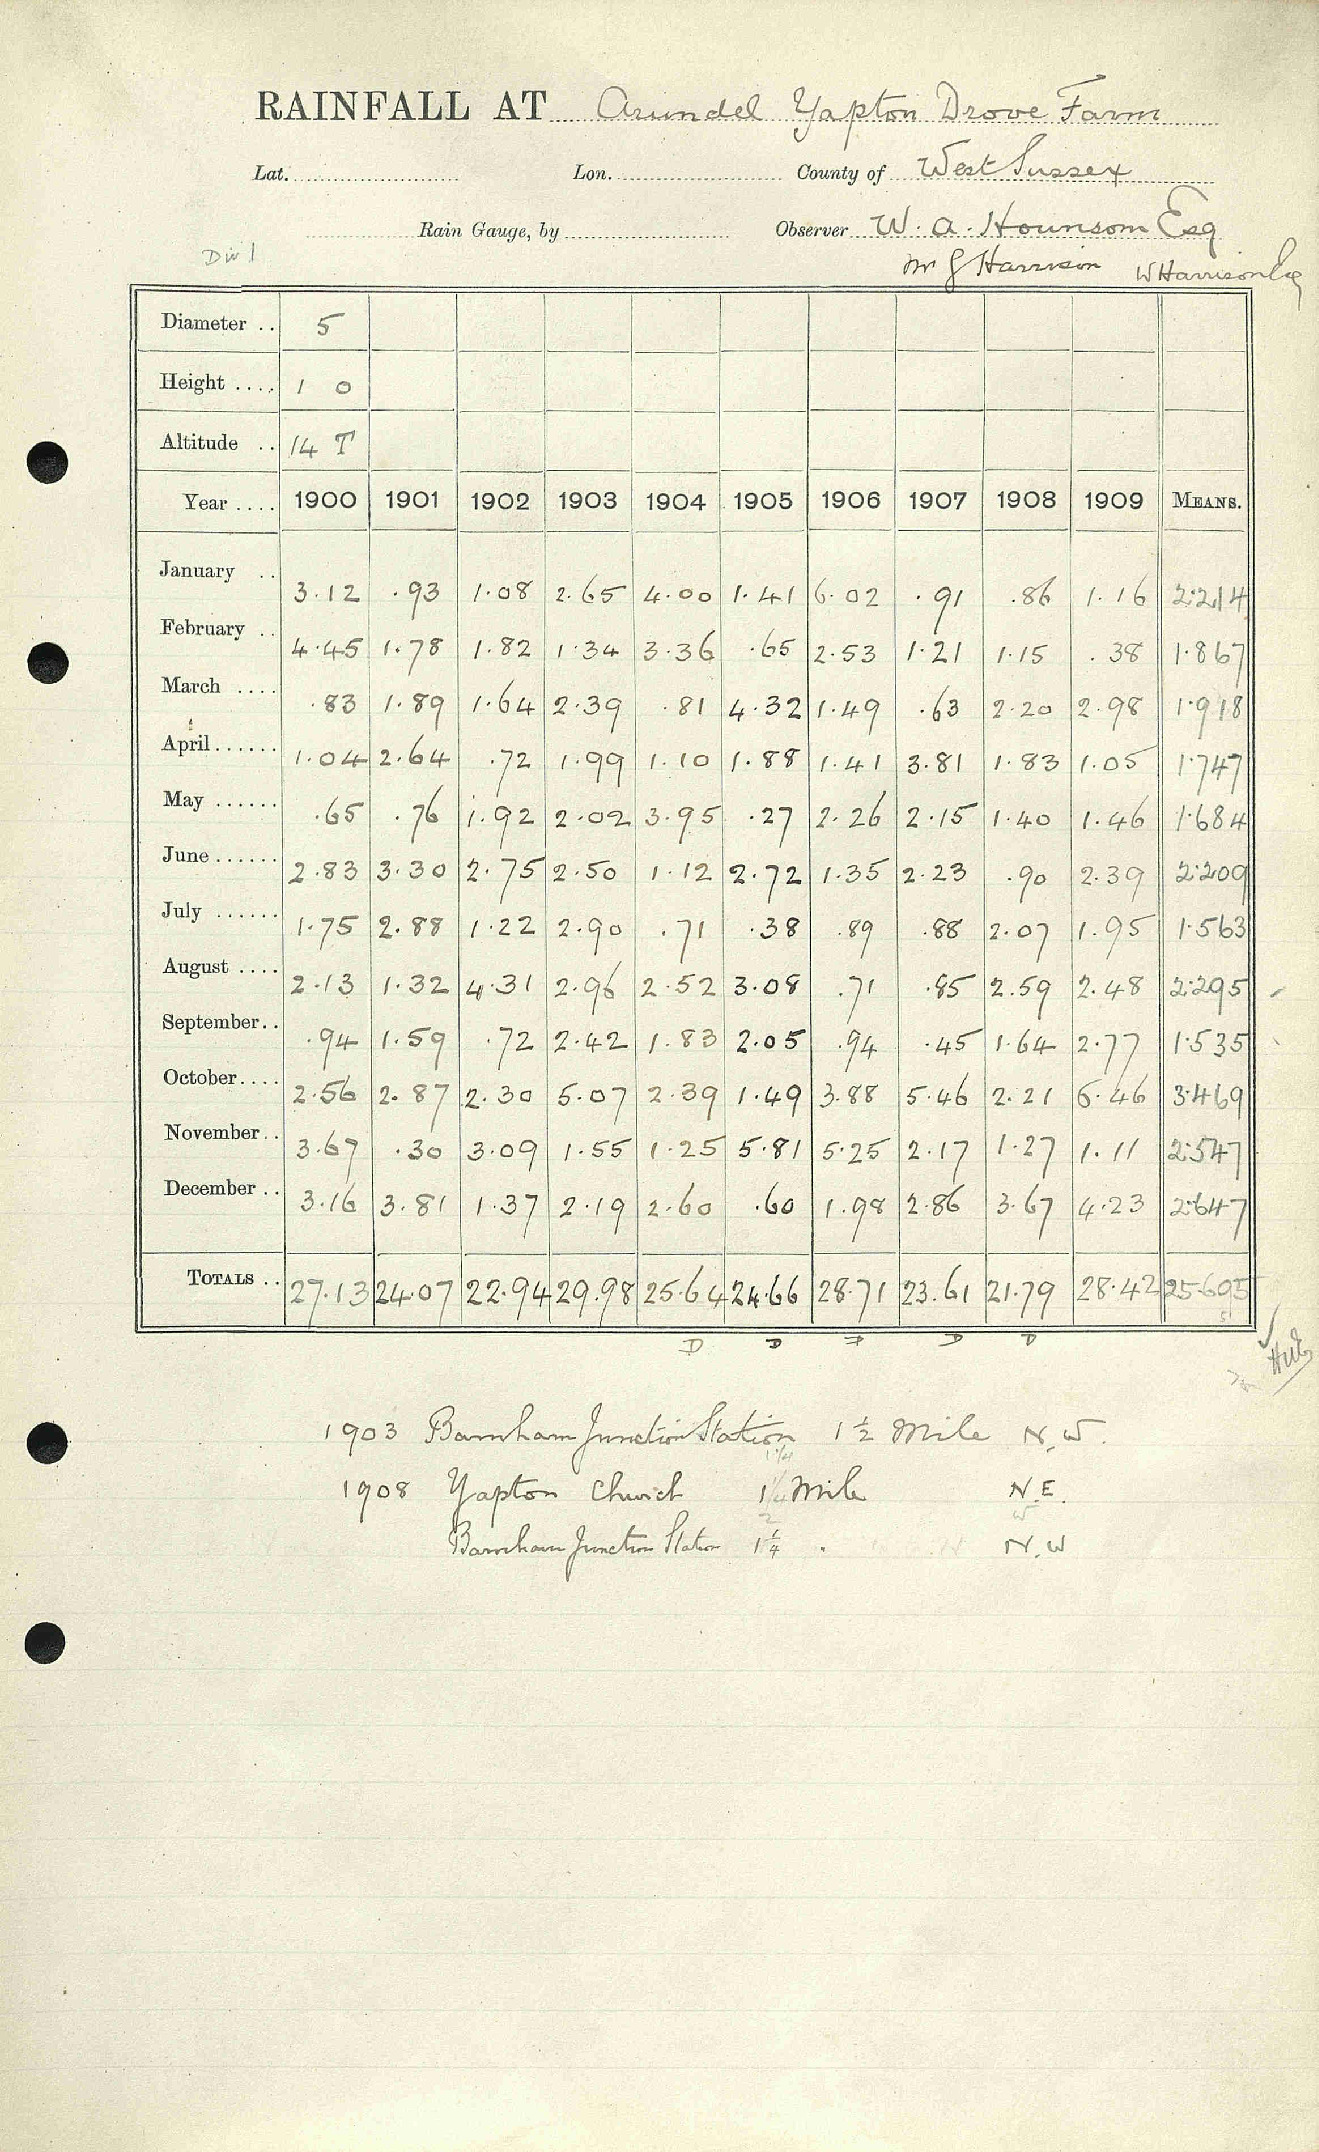 RAINFALL AT Arundel Yapton Drove Farm
Lat. Lon. County of West Sussex
Rain Gauge, by Observer W. A. Hounsom Esq
Div 1 Mr G Harrison W Harrison Esq
Diameter .. 5
Height .... 1 0
Altitude .. 14 T
Year .... 1900 1901 1902 1903 1904 1905 1906 1907 1908 1909 MEANS.
January .. 3.12 .93 1.08 2.65 4.00 1.41 6.02 .91 .86 1.16 2.214
February .. 4.45 1.78 1.82 1.34 3.36 .65 2.53 1.21 1.15 .38 1.867
March .... .83 1.89 1.64 2.39 .81 4.32 1.49 .63 2.20 2.98 1.918
April...... 1.04 2.64 .72 1.99 1.10 1.88 1.41 3.81 1.83 1.05 1.747
May ...... .65 .76 1.92 2.02 3.95 .27 2.26 2.15 1.40 1.46 1.684
June...... 2.83 3.30 2.75 2.50 1.12 2.72 1.35 2.23 .90 2.39 2.209
July ...... 1.75 2.88 1.22 2.90 .71 .38 .89 .88 2.07 1.95 1.563
August .... 2.13 1.32 4.31 2.96 2.52 3.08 .71 .85 2.59 2.48 2.295
September.. .94 1.59 .72 2.42 1.83 2.05 .94 .45 1.64 2.77 1.535
October.... 2.56 2.87 2.30 5.07 2.39 1.49 3.88 5.46 2.21 6.46 3.469
November.. 3.67 .30 3.09 1.55 1.25 5.81 5.25 2.17 1.27 1.11 2.547
December .. 3.16 3.81 1.37 2.19 2.60 .60 1.98 2.86 3.67 4.23 2.647
TOTALS .. 27.13 24.07 22.94 29.98 25.64 24.66 28.71 23.61 21.79 28.42 25.695
5
D D D D
1903 Barnham Junction Station 1½ Mile N.W.
1908 Yapton Church 1¼ Mile N.E.
Barnham Junction Station 1¼ " N.W